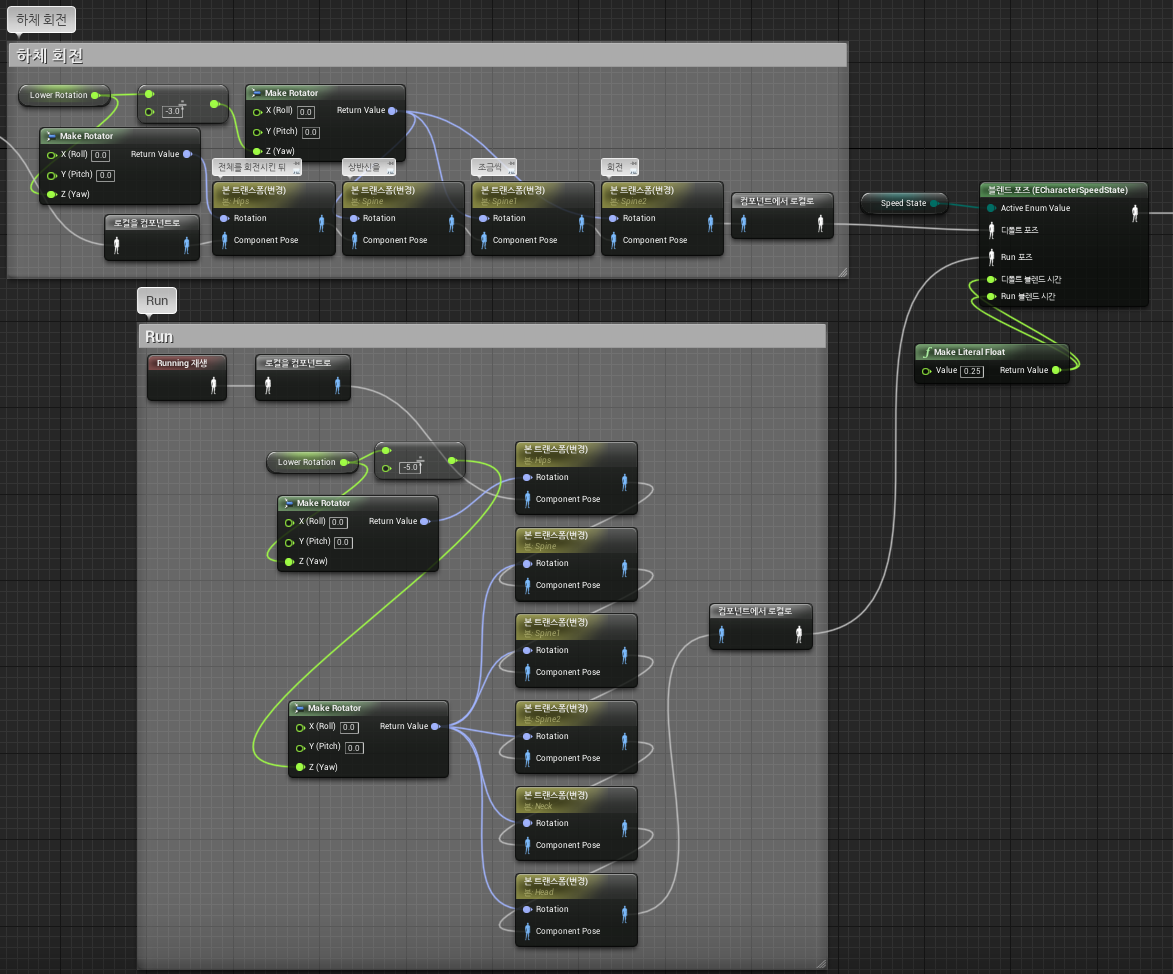 하체 회전
하체 회전
Lower Rotation
-3.0
Make Rotator
X (Roll) 0.0
Return Value
Y (Pitch) 0.0
Z (Yaw)
Make Rotator
X (Roll) 0.0
Return Value
Y (Pitch) 0.0
Z (Yaw)
로컬을 컴포넌트로
전체를 회전시킨 뒤
본 트랜스폼(변경)
본: Hips
Rotation
Component Pose
상반신을
본 트랜스폼(변경)
본: Spine
Rotation
Component Pose
조금씩
본 트랜스폼(변경)
본: Spine1
Rotation
Component Pose
회전
본 트랜스폼(변경)
본: Spine2
Rotation
Component Pose
컴포넌트에서 로컬로
Speed State
블렌드 포즈 (ECharacterSpeedState)
Active Enum Value
디폴트 포즈
Run 포즈
디폴트 블렌드 시간
Run 블렌드 시간
Make Literal Float
Value 0.25
Return Value
Run
Run
Running 재생
로컬을 컴포넌트로
Lower Rotation
-5.0
Make Rotator
X (Roll) 0.0
Return Value
Y (Pitch) 0.0
Z (Yaw)
Make Rotator
X (Roll) 0.0
Return Value
Y (Pitch) 0.0
Z (Yaw)
본 트랜스폼(변경)
본: Hips
Rotation
Component Pose
본 트랜스폼(변경)
본: Spine
Rotation
Component Pose
본 트랜스폼(변경)
본: Spine1
Rotation
Component Pose
본 트랜스폼(변경)
본: Spine2
Rotation
Component Pose
본 트랜스폼(변경)
본: Neck
Rotation
Component Pose
본 트랜스폼(변경)
본: Head
Rotation
Component Pose
컴포넌트에서 로컬로